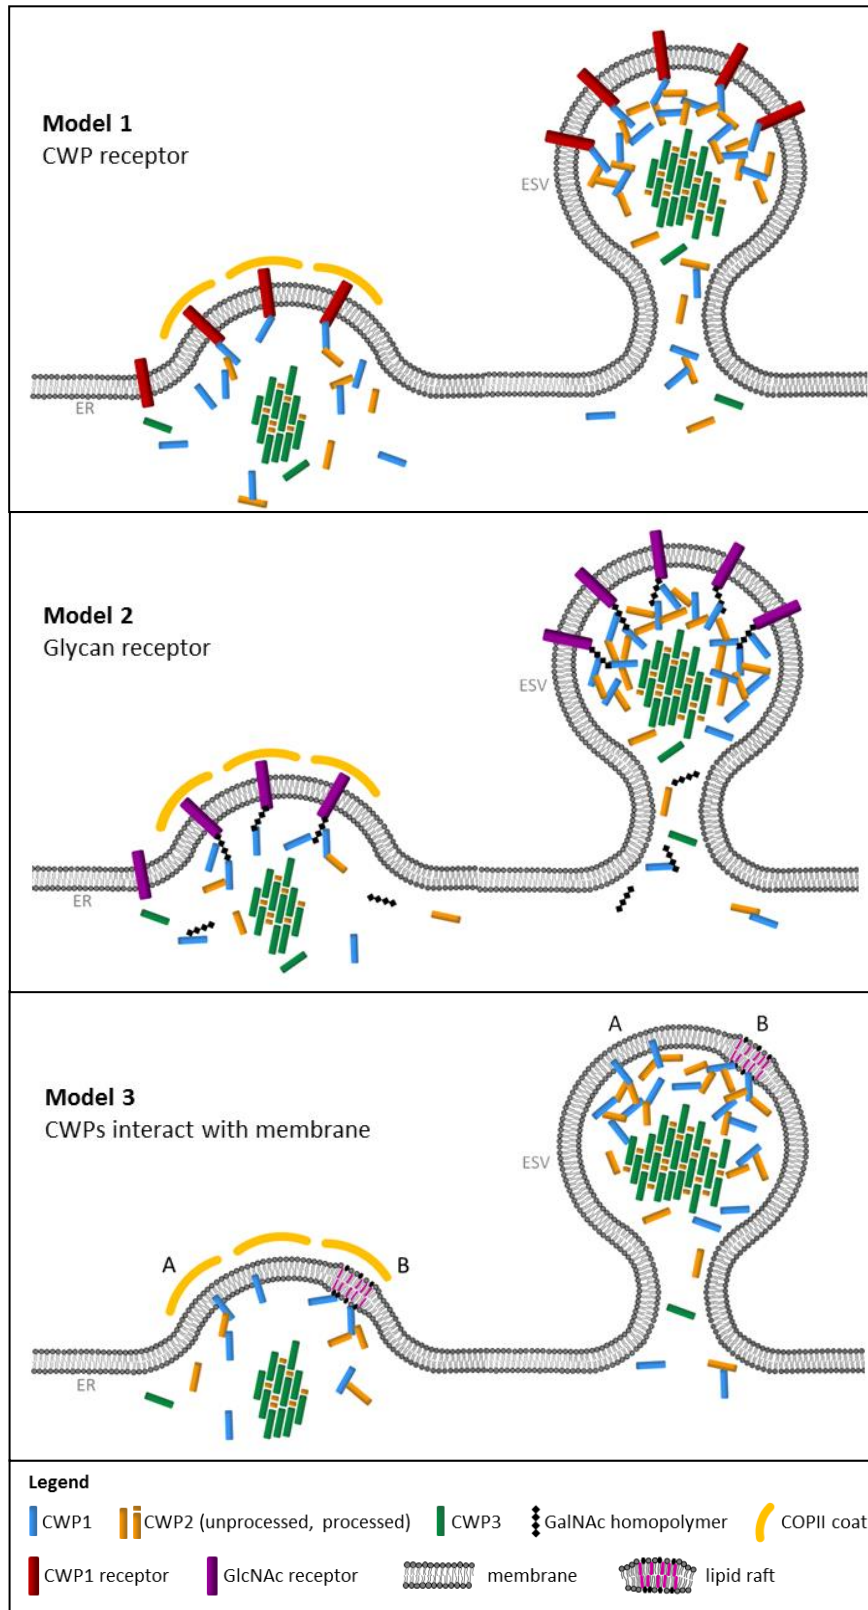 Model 1
CWP receptor
ESV
ER
Model 2
Glycan receptor
ESV
ER
A B
Model 3
CWPs interact with membrane
ESV
A B
ER
Legend
CWP1 CWP2 (unprocessed, processed) CWP3 GalNAc homopolymer COPII coat
CWP1 receptor GlcNAc receptor membrane lipid raft